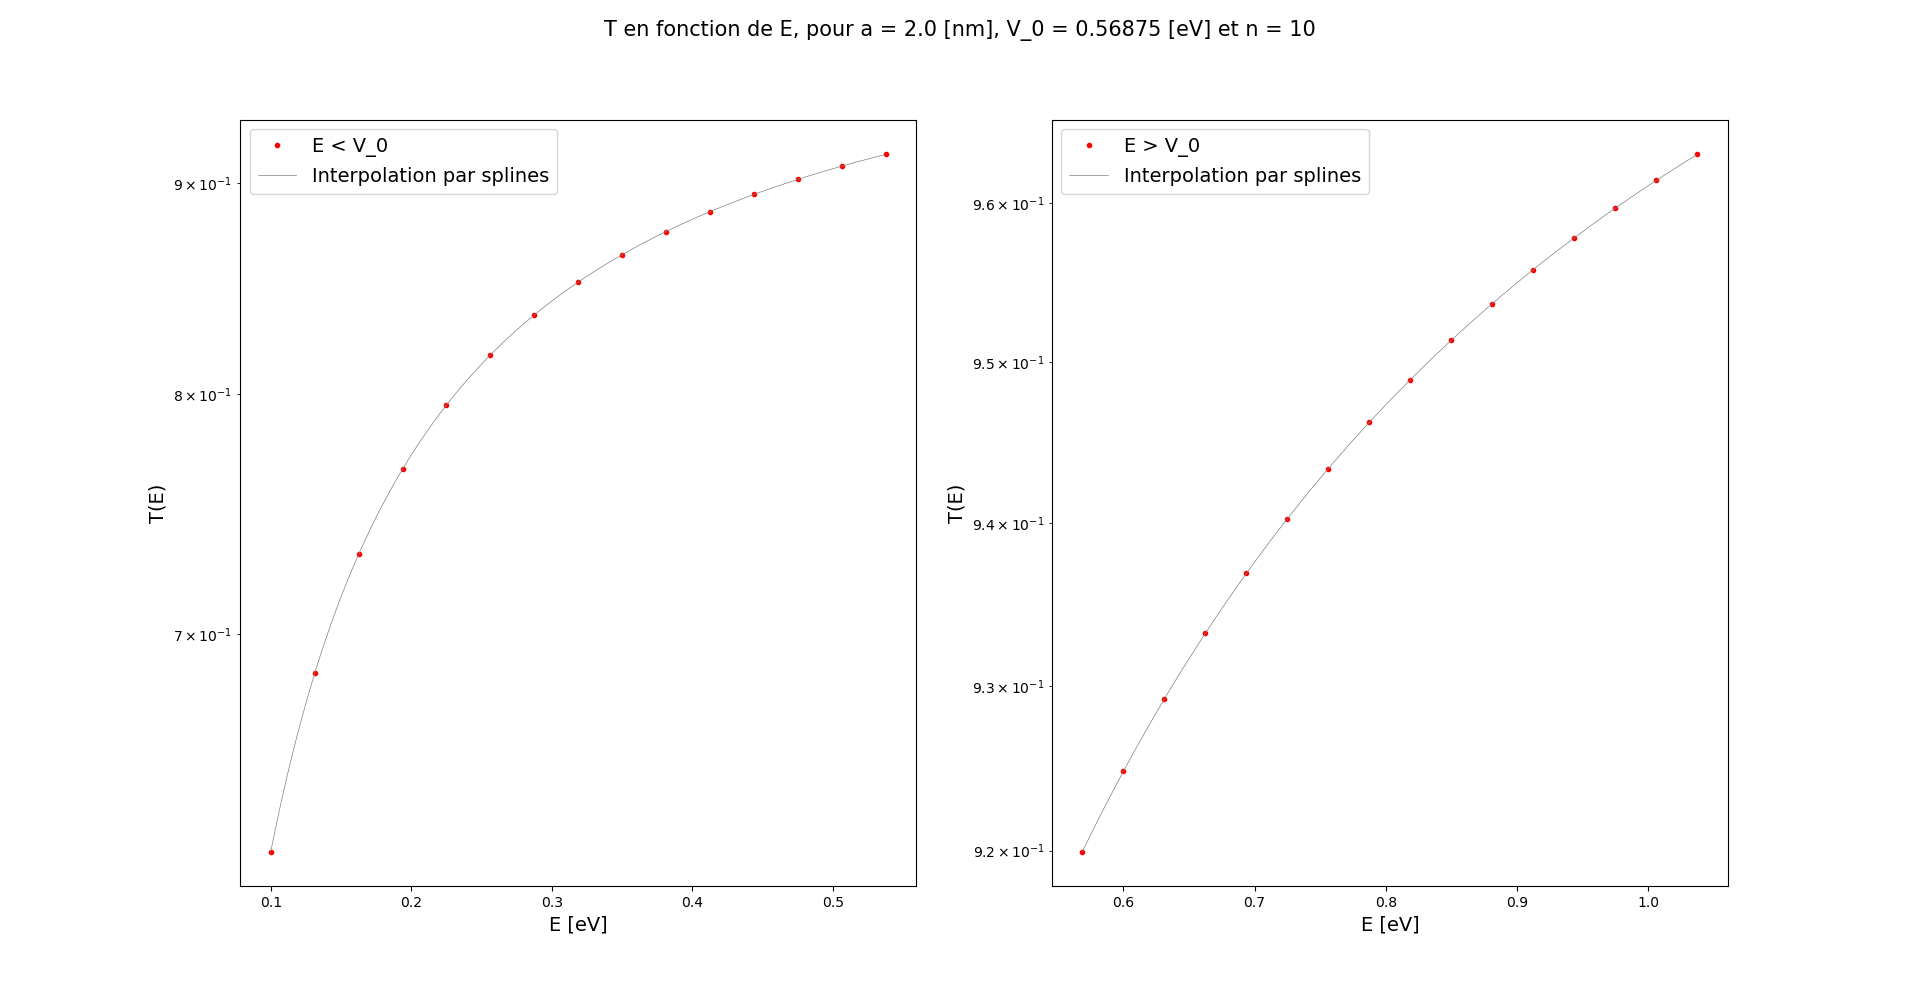 T en fonction de E, pour a = 2.0 [nm], V_0 = 0.56875 [eV] et n = 10
E < V_0
Interpolation par splines
9 × 10⁻¹
8 × 10⁻¹
7 × 10⁻¹
T(E)
0.1 0.2 0.3 0.4 0.5
E [eV]
E > V_0
Interpolation par splines
9.6 × 10⁻¹
9.5 × 10⁻¹
9.4 × 10⁻¹
9.3 × 10⁻¹
9.2 × 10⁻¹
T(E)
0.6 0.7 0.8 0.9 1.0
E [eV]